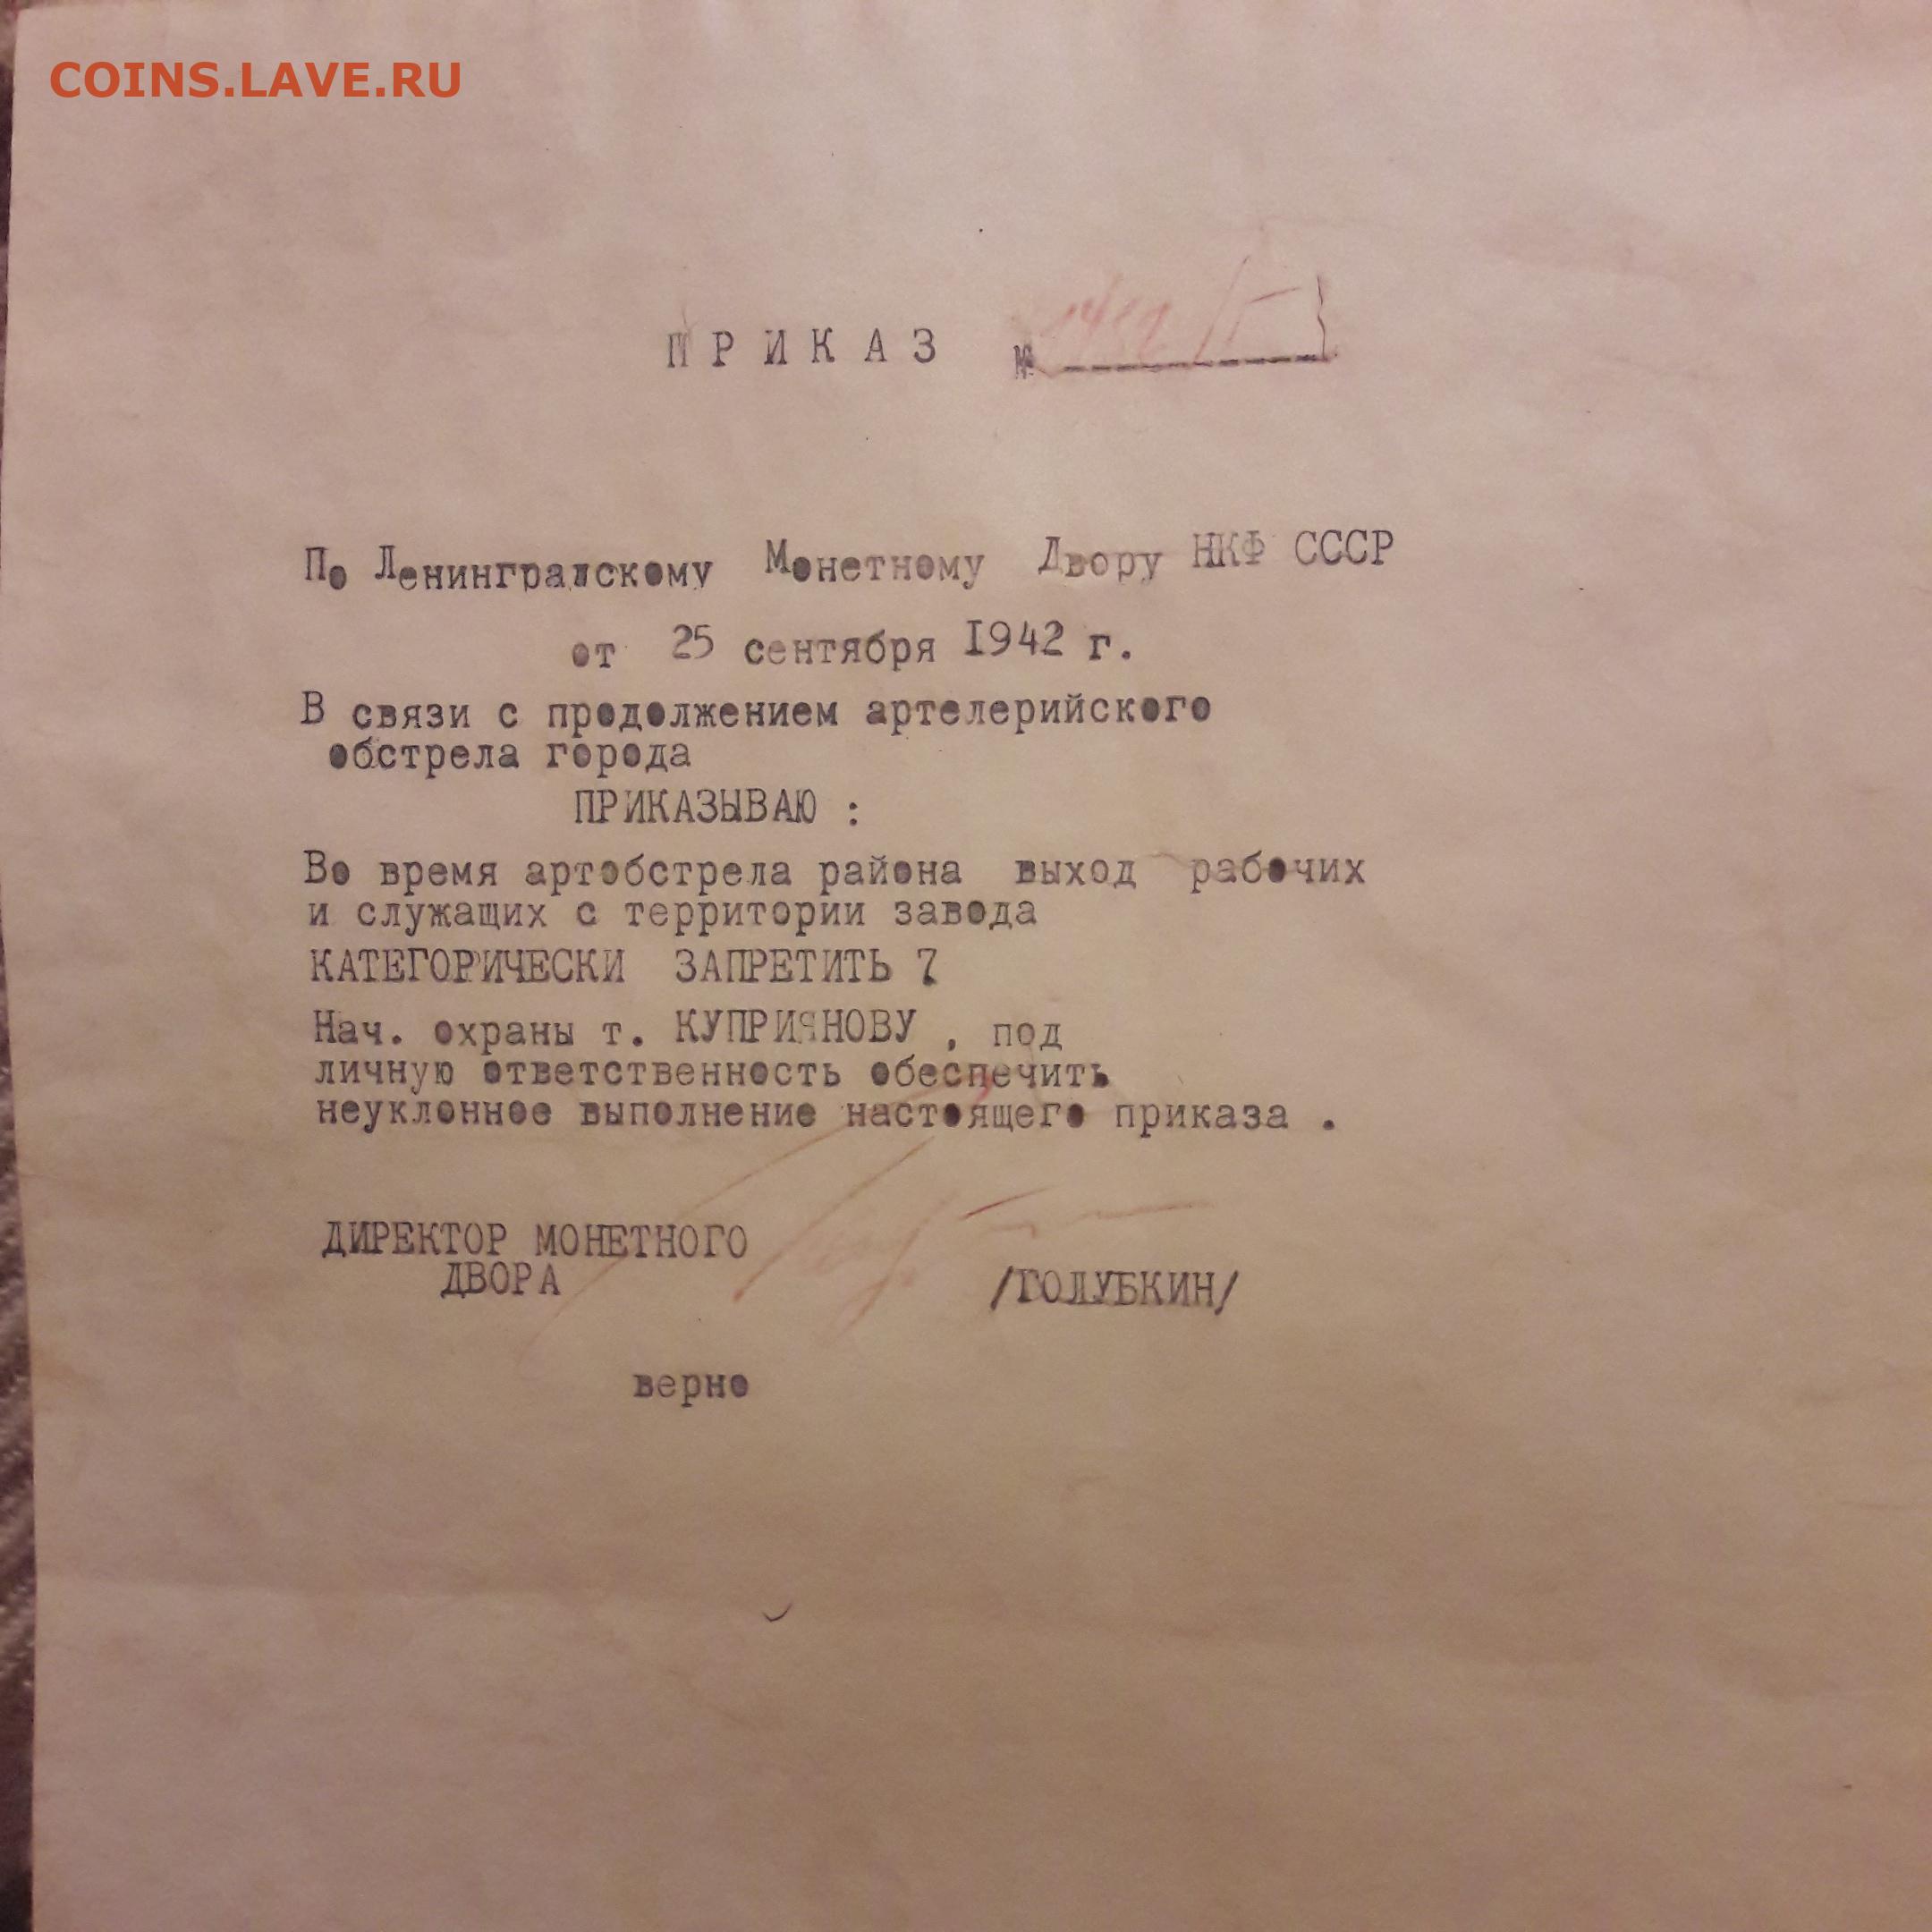 COINS.LAVE.RU
ПРИКАЗ №
По Ленинградскому Монетному Двору НКФ СССР
от 25 сентября 1942 г.
В связи с продолжением артелерийского
обстрела города
ПРИКАЗЫВАЮ :
Во время артобстрела района выход рабочих
и служащих с территории завода
КАТЕГОРИЧЕСКИ ЗАПРЕТИТЬ 7
Нач. охраны т. КУПРИЯНОВУ , под
личную ответственность обеспечить
неуклонное выполнение настоящего приказа .
ДИРЕКТОР МОНЕТНОГО
ДВОРА /ГОЛУБКИН/
верно